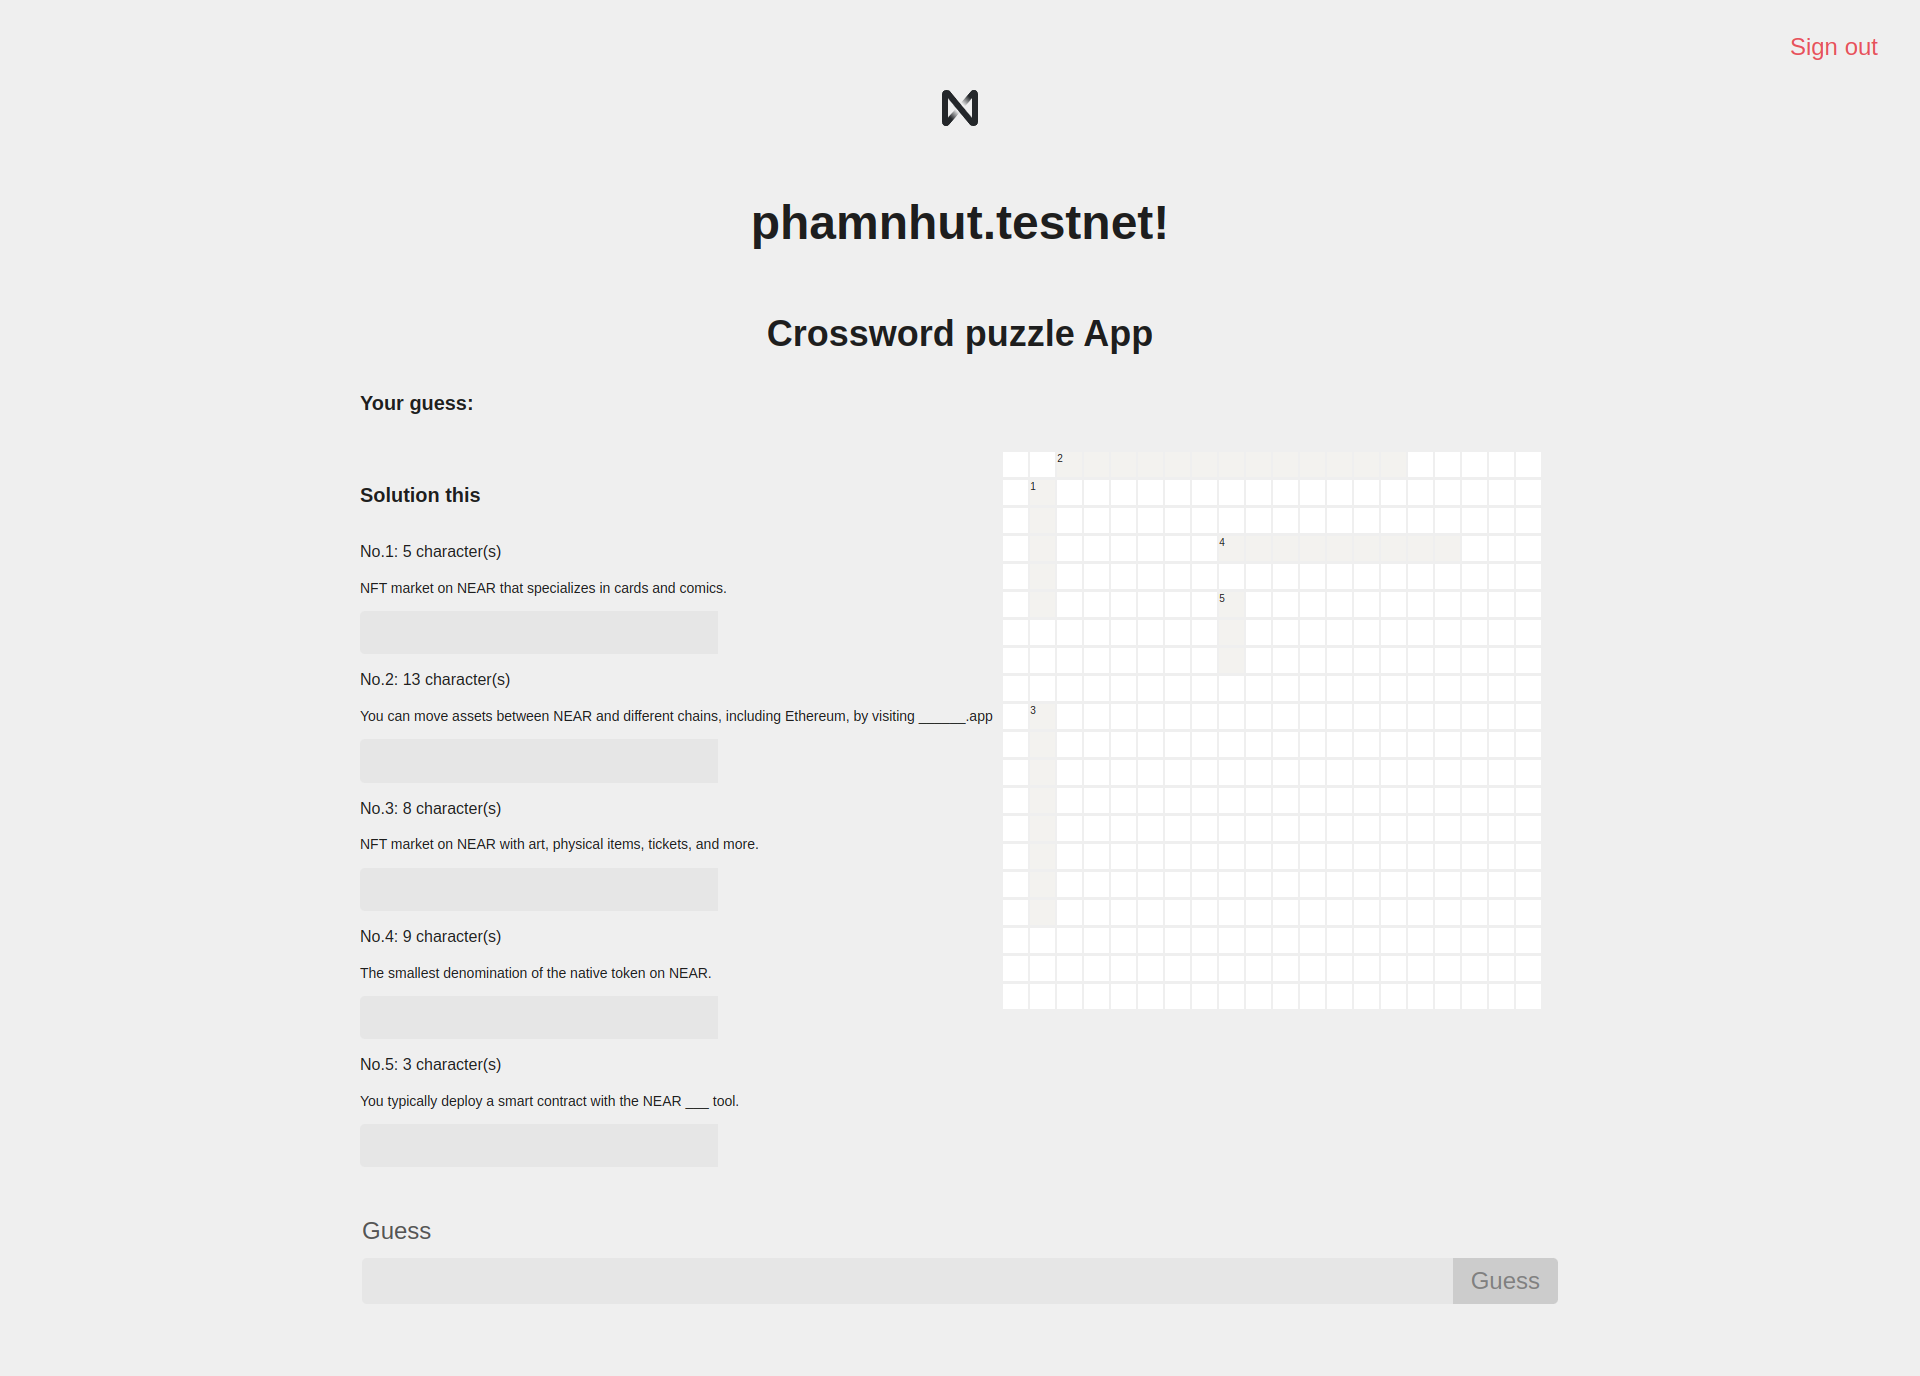 Sign out
phamnhut.testnet!
Crossword puzzle App
Your guess:
Solution this
No.1: 5 character(s)
NFT market on NEAR that specializes in cards and comics.
No.2: 13 character(s)
You can move assets between NEAR and different chains, including Ethereum, by visiting ______.app
No.3: 8 character(s)
NFT market on NEAR with art, physical items, tickets, and more.
No.4: 9 character(s)
The smallest denomination of the native token on NEAR.
No.5: 3 character(s)
You typically deploy a smart contract with the NEAR ___ tool.
2
1
4
5
3
Guess
Guess